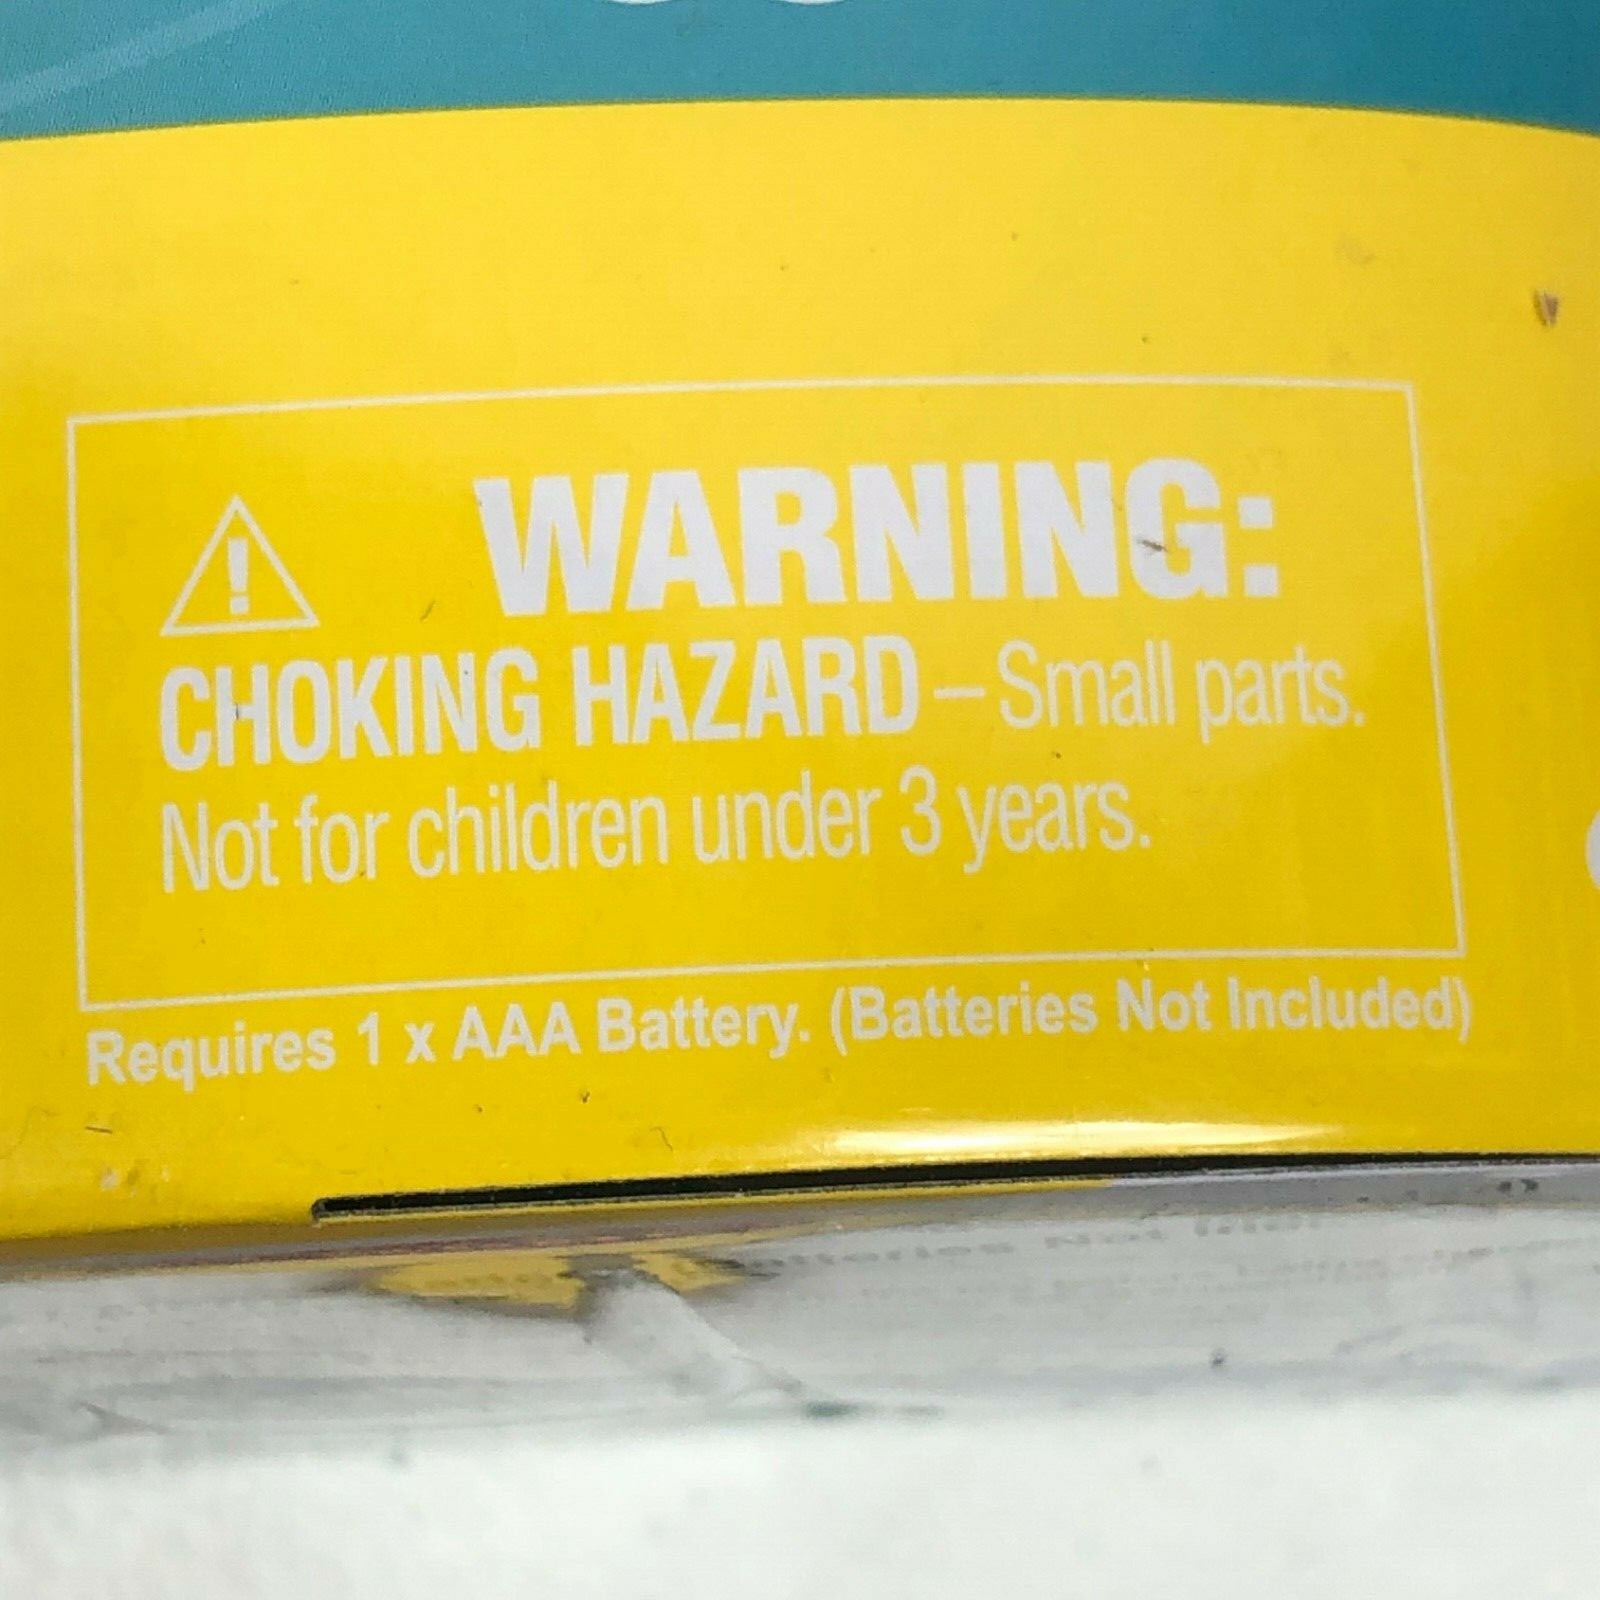 WARNING:
CHOKING HAZARD – Small parts.
Not for children under 3 years.
Requires 1 x AAA Battery. (Batteries Not Included)